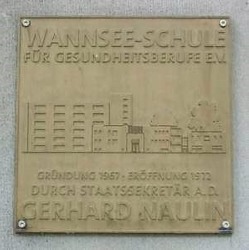 WANNSEE-SCHULE
FÜR GESUNDHEITSBERUFE E.V.
GRÜNDUNG 1967 · ERÖFFNUNG 1972
DURCH STAATSSEKRETÄR A.D.
GERHARD NAULIN